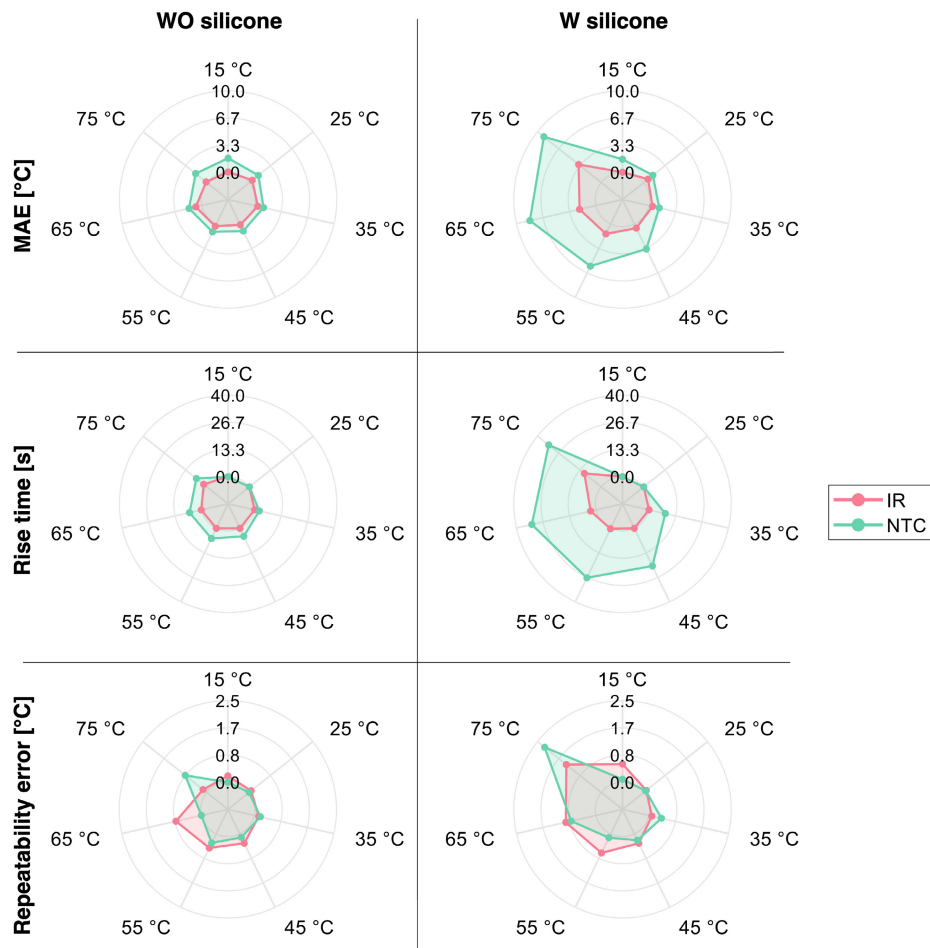 WO silicone
W silicone
MAE [°C]
15 °C
10.0
6.7
3.3
0.0
25 °C
35 °C
45 °C
55 °C
65 °C
75 °C
15 °C
10.0
6.7
3.3
0.0
25 °C
35 °C
45 °C
55 °C
65 °C
75 °C
Rise time [s]
15 °C
40.0
26.7
13.3
0.0
25 °C
35 °C
45 °C
55 °C
65 °C
75 °C
15 °C
40.0
26.7
13.3
0.0
25 °C
35 °C
45 °C
55 °C
65 °C
75 °C
IR
NTC
Repeatability error [°C]
15 °C
2.5
1.7
0.8
0.0
25 °C
35 °C
45 °C
55 °C
65 °C
75 °C
15 °C
2.5
1.7
0.8
0.0
25 °C
35 °C
45 °C
55 °C
65 °C
75 °C